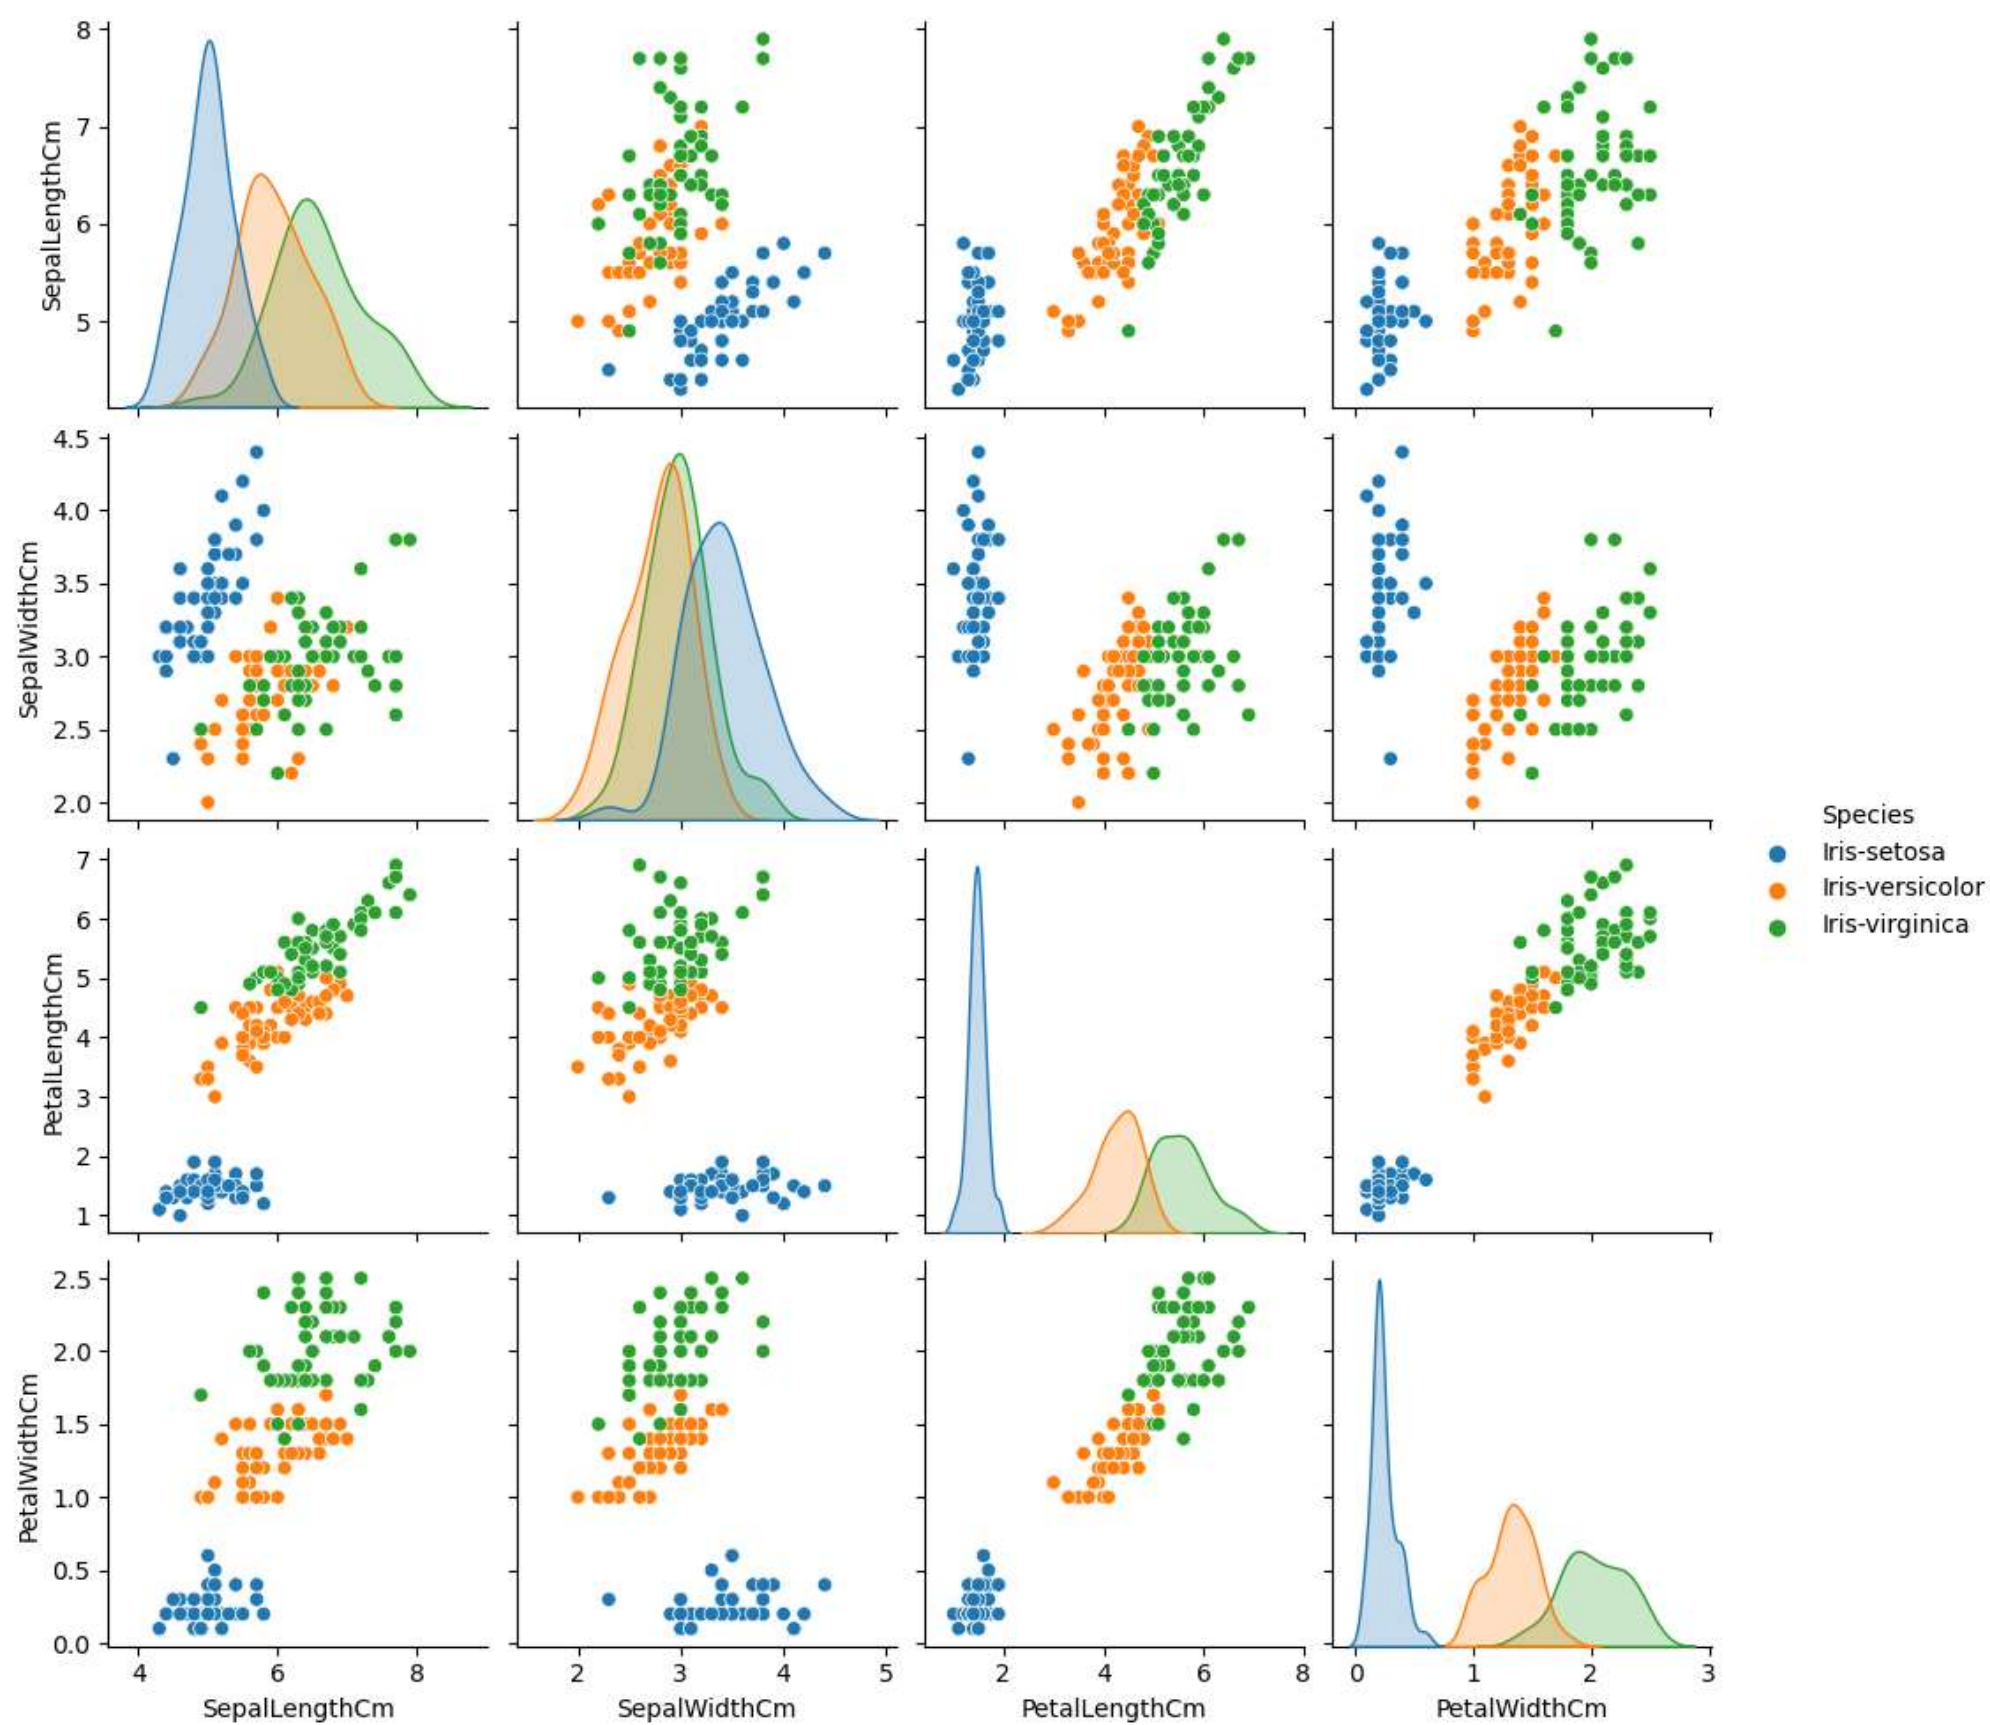 8
7
6
5
SepalLengthCm
4.5
4.0
3.5
3.0
2.5
2.0
SepalWidthCm
7
6
5
4
3
2
1
PetalLengthCm
2.5
2.0
1.5
1.0
0.5
0.0
PetalWidthCm
4 6 8
SepalLengthCm
2 3 4 5
SepalWidthCm
2 4 6 8
PetalLengthCm
0 1 2 3
PetalWidthCm
Species
Iris-setosa
Iris-versicolor
Iris-virginica